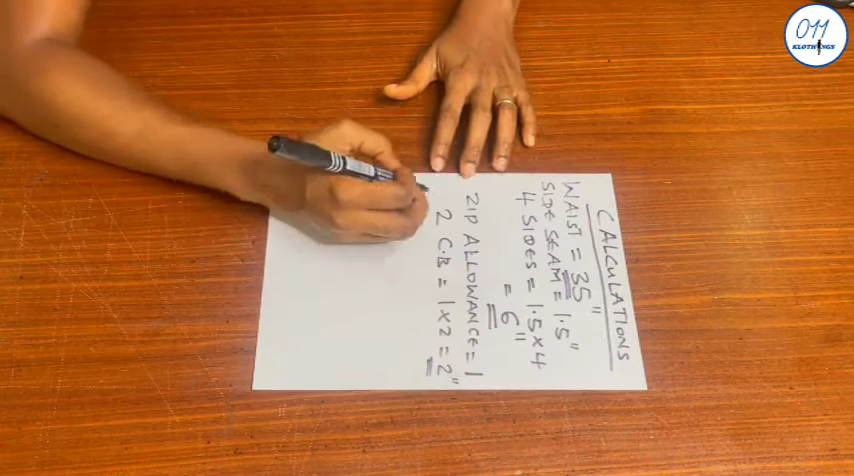 CALCULATIONS
WAIST = 35"
SIDE SEAM = 1.5"
4 SIDES = 1.5x4
= 6"
ZIP ALLOWANCE = 1
2 C.B = 1x2 = 2"
011
KLOTHINGS